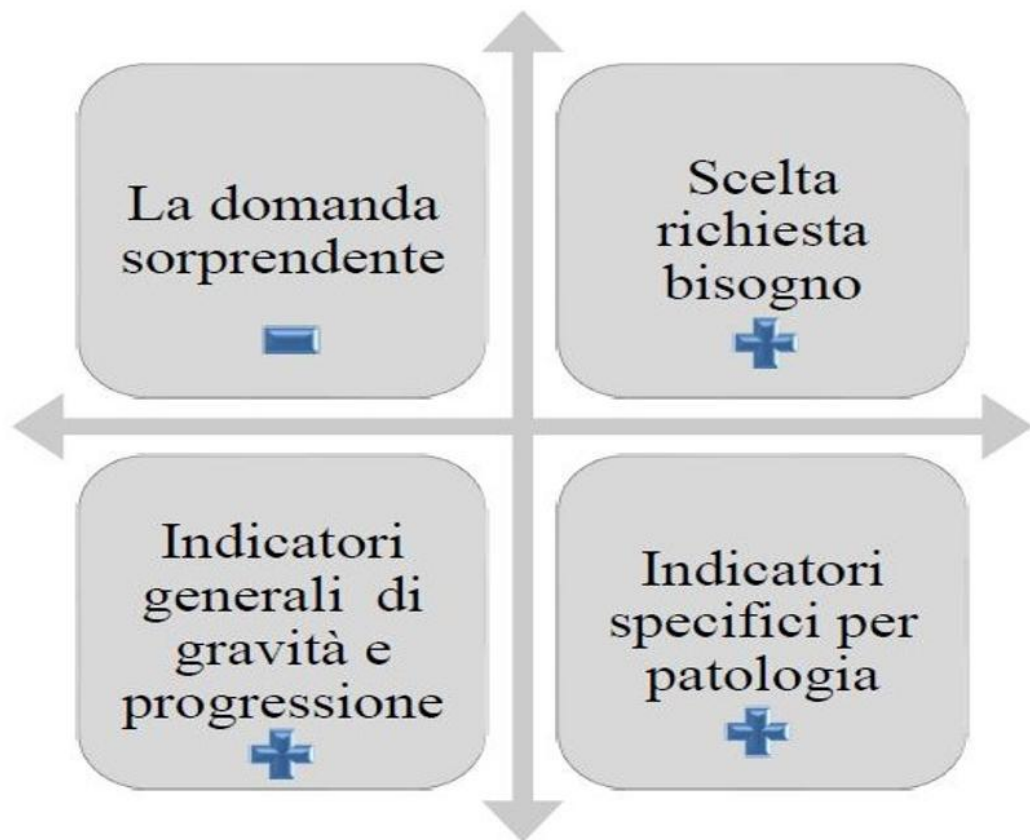 La domanda
sorprendente
Scelta
richiesta
bisogno
Indicatori
generali di
gravità e
progressione
Indicatori
specifici per
patologia